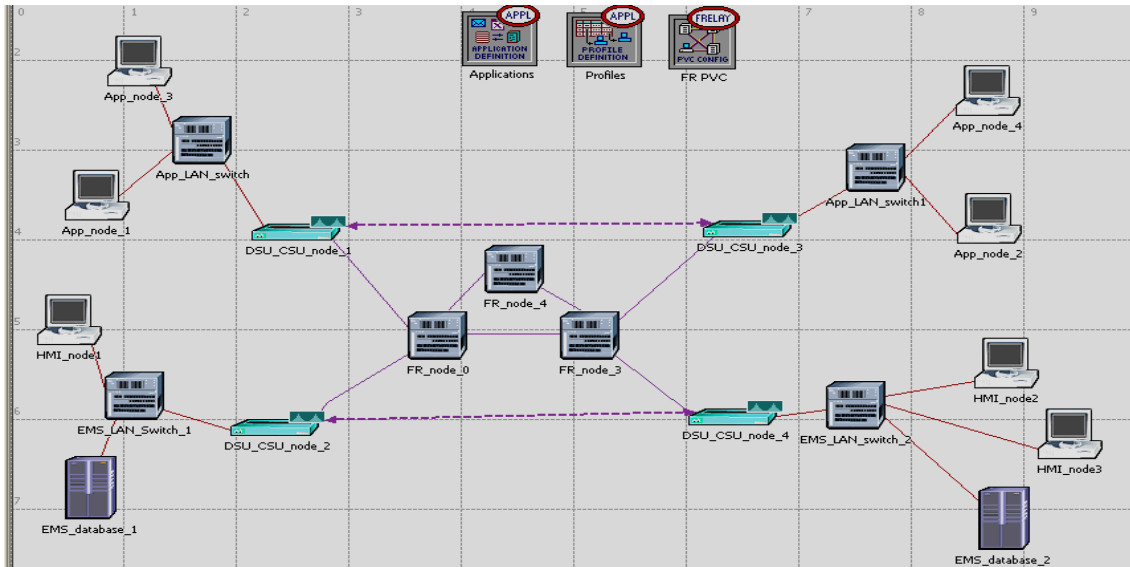 0 1 2 3 4 5 6 7 8 9
APPL
APPL
FRELAY
APPLICATION
DEFINITION
PROFILE
DEFINITION
PVC CONFIG
Applications
Profiles
FR PVC
2
App_node_3
App_node_4
3
App_LAN_switch
App_LAN_switch1
App_node_1
App_node_2
4
DSU_CSU_node_1
DSU_CSU_node_3
FR_node_4
5
HMI_node1
FR_node_0
FR_node_3
HMI_node2
6
EMS_LAN_Switch_1
DSU_CSU_node_2
DSU_CSU_node_4
EMS_LAN_switch_2
HMI_node3
7
EMS_database_1
EMS_database_2